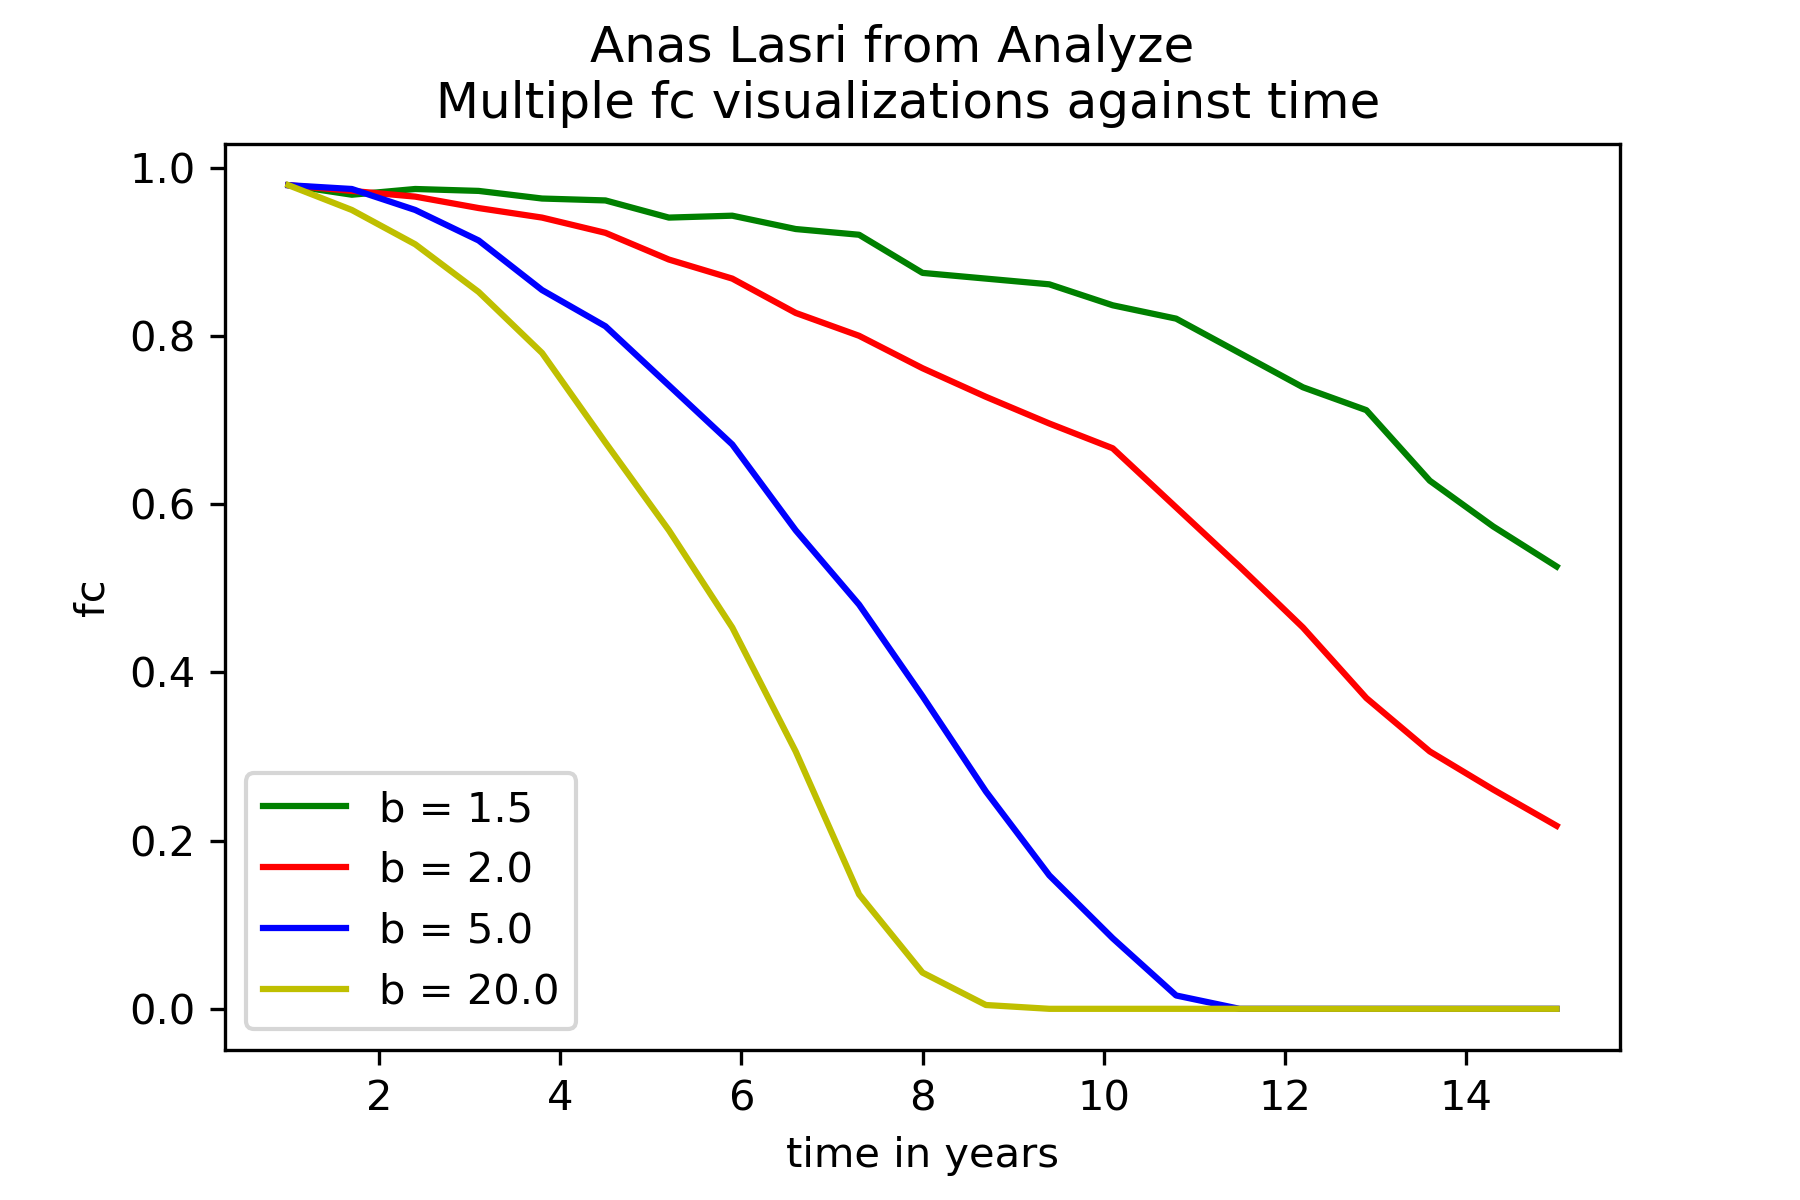 Anas Lasri from Analyze
Multiple fc visualizations against time
1.0
0.8
0.6
0.4
0.2
0.0
fc
b = 1.5
b = 2.0
b = 5.0
b = 20.0
2 4 6 8 10 12 14
time in years